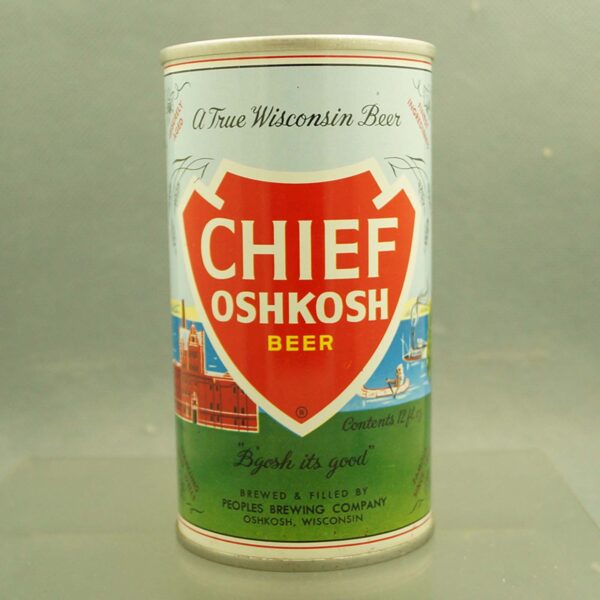 A True Wisconsin Beer
CHIEF
OSHKOSH
BEER
®
Contents 12 fl. oz
"B'gosh its good"
BREWED & FILLED BY
PEOPLES BREWING COMPANY
OSHKOSH, WISCONSIN